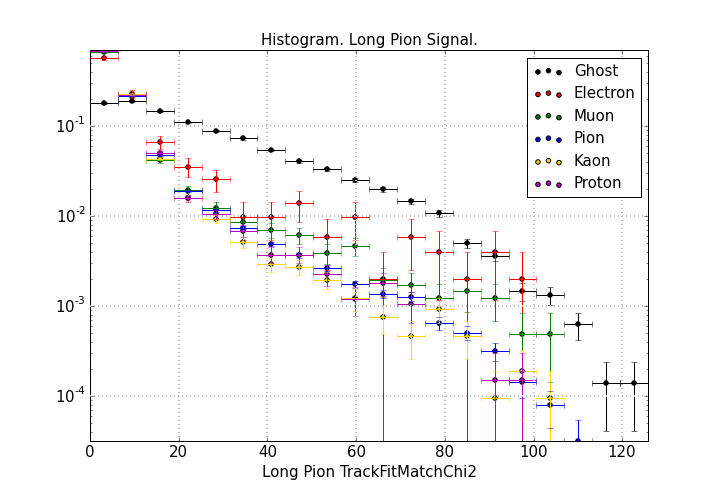 Histogram. Long Pion Signal.
Ghost
Electron
Muon
Pion
Kaon
Proton
10^-1
10^-2
10^-3
10^-4
0 20 40 60 80 100 120
Long Pion TrackFitMatchChi2